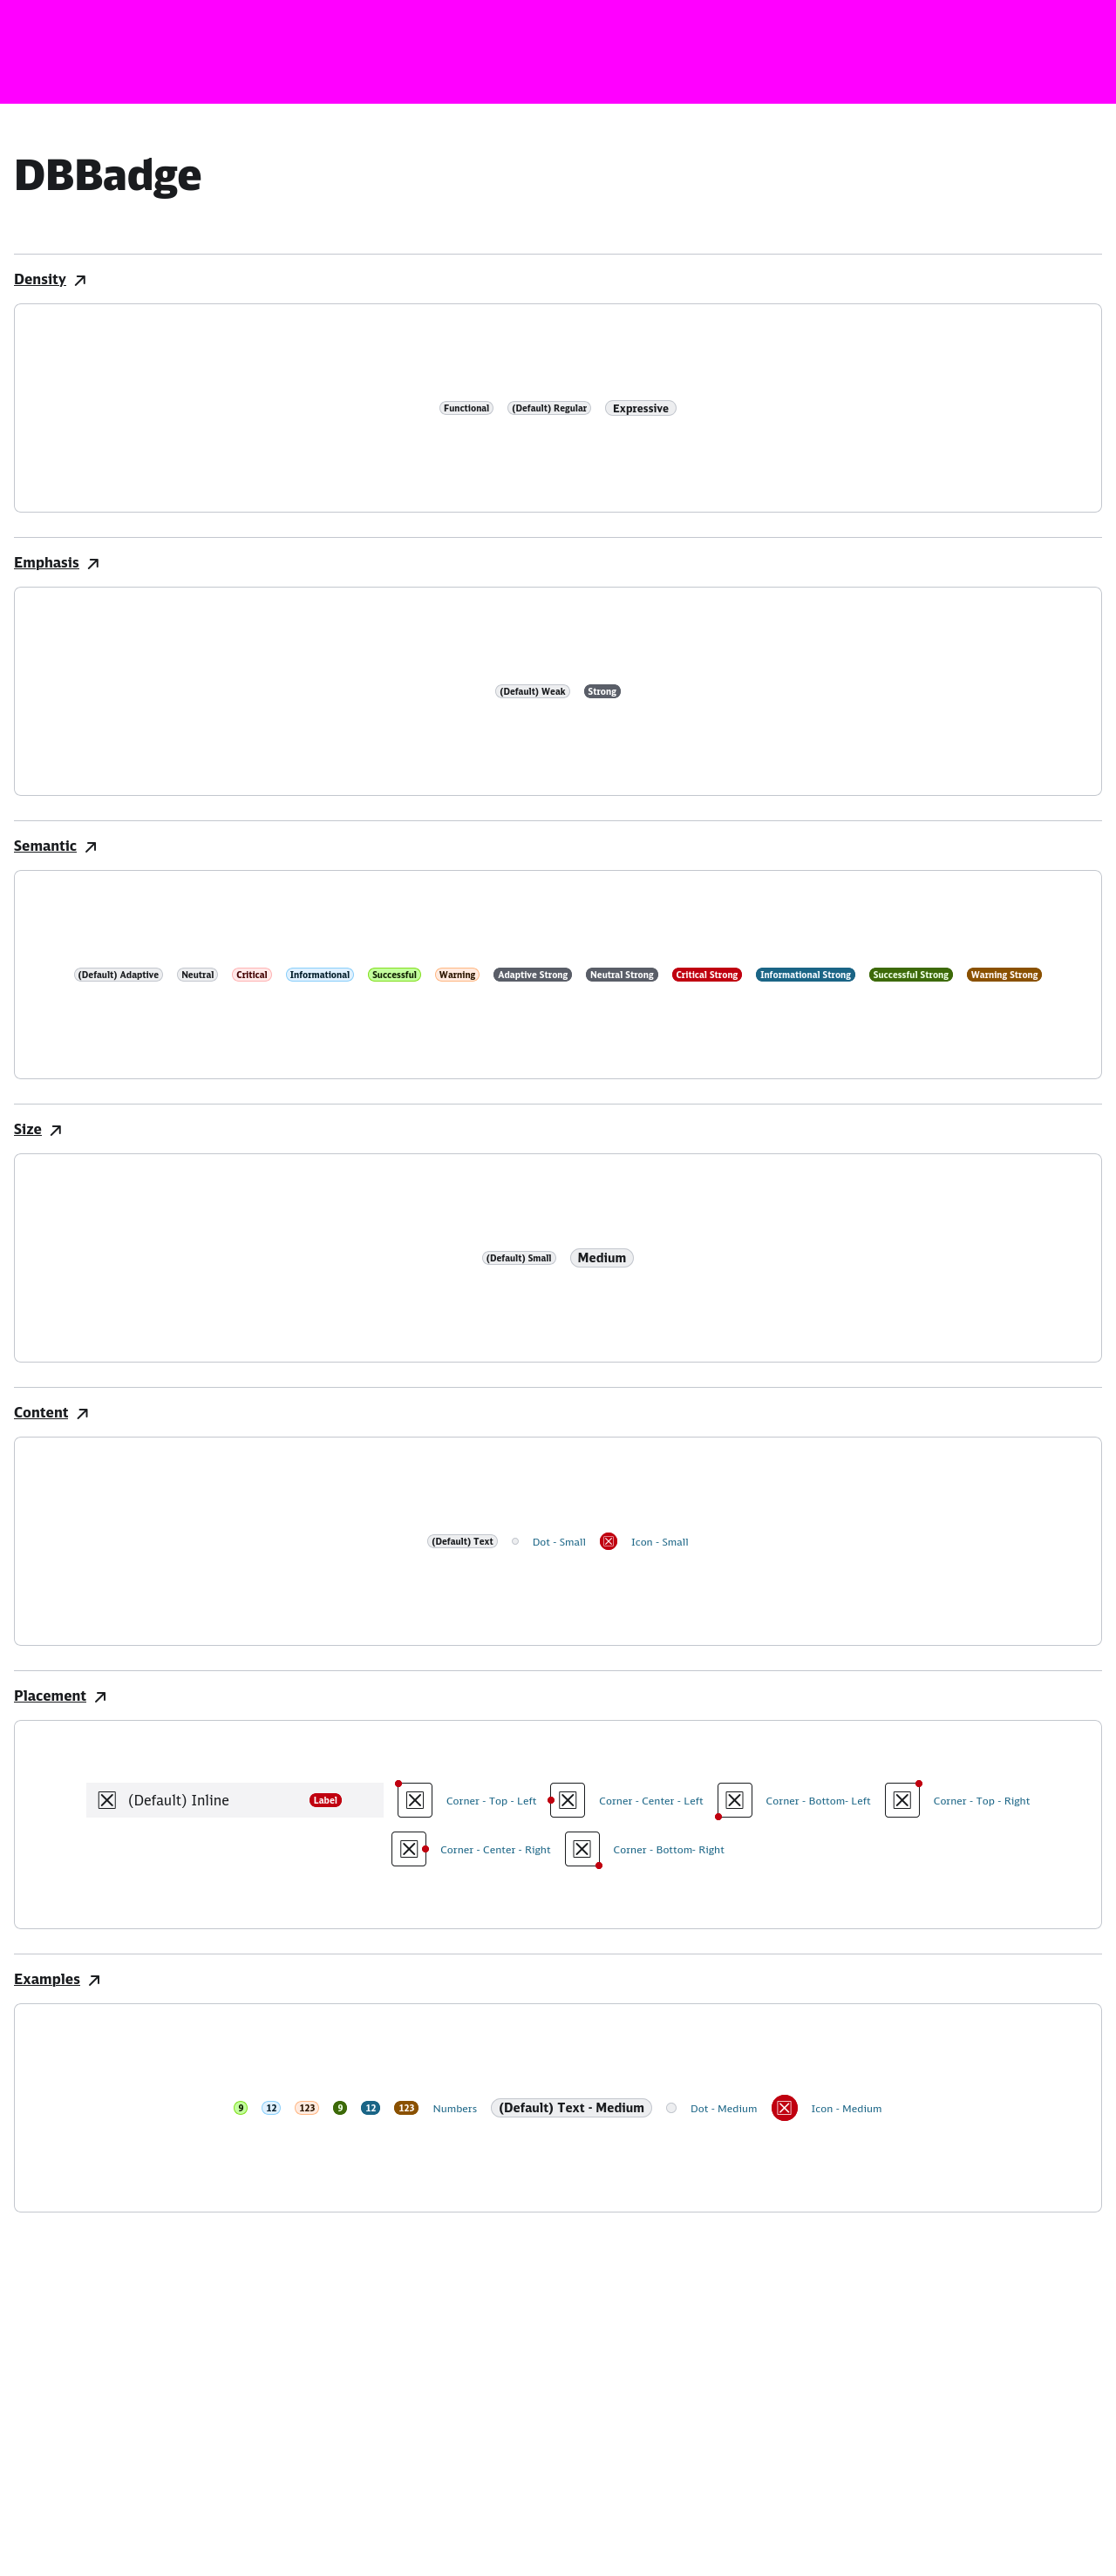 DBBadge
Density
Functional (Default) Regular Expressive
Emphasis
(Default) Weak Strong
Semantic
(Default) Adaptive Neutral Critical Informational Successful Warning Adaptive Strong Neutral Strong Critical Strong Informational Strong Successful Strong Warning Strong
Size
(Default) Small Medium
Content
(Default) Text Dot - Small Icon - Small
Placement
(Default) Inline Label Corner - Top - Left Corner - Center - Left Corner - Bottom- Left Corner - Top - Right
Corner - Center - Right Corner - Bottom- Right
Examples
9 12 123 9 12 123 Numbers (Default) Text - Medium Dot - Medium Icon - Medium